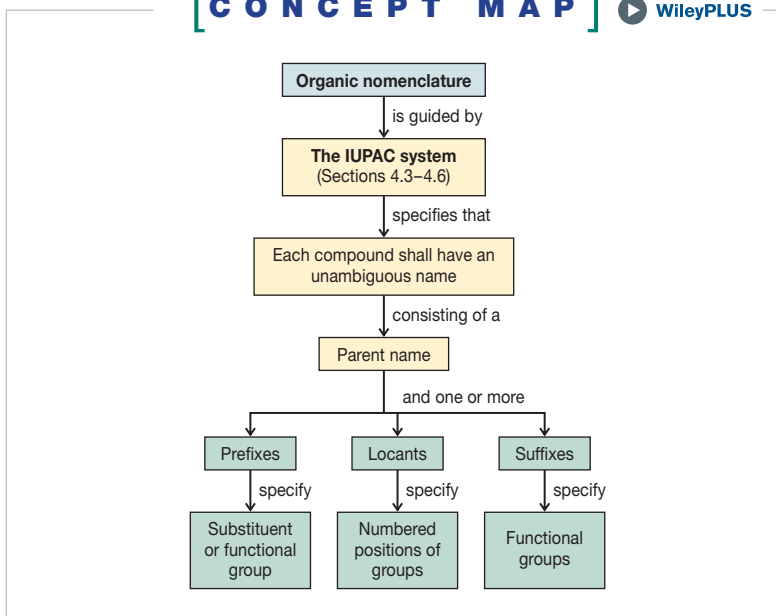 [CONCEPT MAP]
WileyPLUS
Organic nomenclature
is guided by
The IUPAC system
(Sections 4.3–4.6)
specifies that
Each compound shall have an
unambiguous name
consisting of a
Parent name
and one or more
Prefixes
Locants
Suffixes
specify
specify
specify
Substituent
or functional
group
Numbered
positions of
groups
Functional
groups